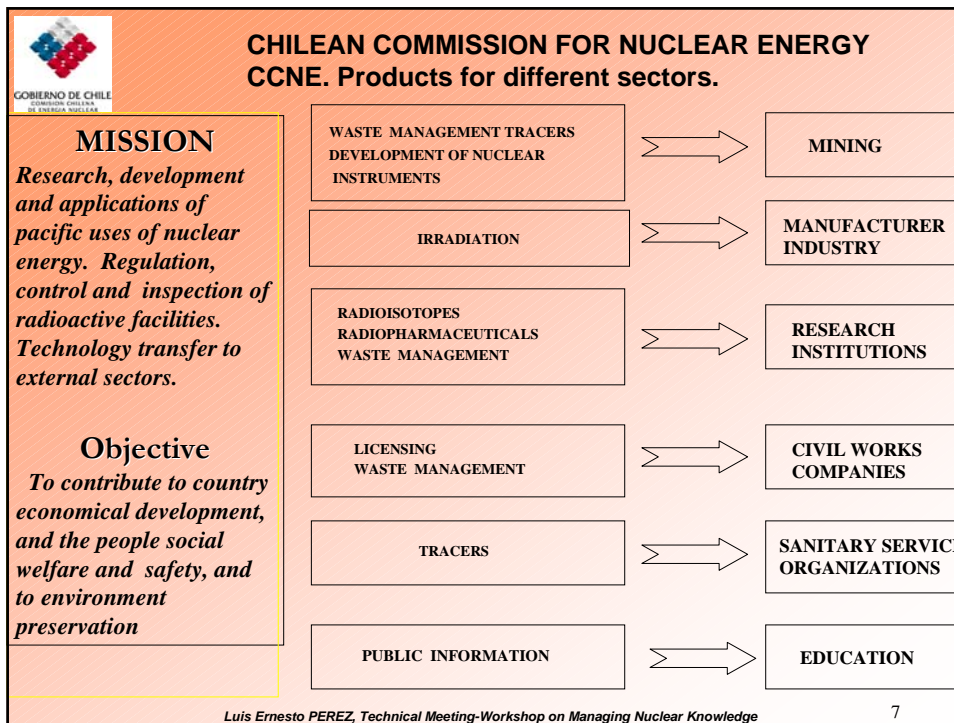 GOBIERNO DE CHILE
COMISION CHILENA
DE ENERGIA NUCLEAR
CHILEAN COMMISSION FOR NUCLEAR ENERGY
CCNE. Products for different sectors.
MISSION
Research, development
and applications of
pacific uses of nuclear
energy. Regulation,
control and inspection of
radioactive facilities.
Technology transfer to
external sectors.
Objective
To contribute to country
economical development,
and the people social
welfare and safety, and
to environment
preservation
WASTE MANAGEMENT TRACERS
DEVELOPMENT OF NUCLEAR
INSTRUMENTS
MINING
IRRADIATION
MANUFACTURER
INDUSTRY
RADIOISOTOPES
RADIOPHARMACEUTICALS
WASTE MANAGEMENT
RESEARCH
INSTITUTIONS
LICENSING
WASTE MANAGEMENT
CIVIL WORKS
COMPANIES
TRACERS
SANITARY SERVIC
ORGANIZATIONS
PUBLIC INFORMATION
EDUCATION
Luis Ernesto PEREZ, Technical Meeting-Workshop on Managing Nuclear Knowledge
7